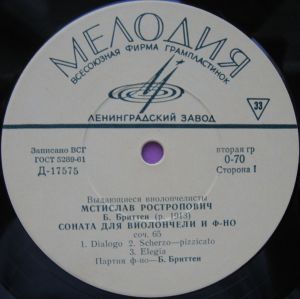 МЕЛОДИЯ
ВСЕСОЮЗНАЯ ФИРМА ГРАМПЛАСТИНОК
33
ЛЕНИНГРАДСКИЙ ЗАВОД
Записано ВСГ
ГОСТ 5289-61
Д-17575
вторая гр
0-70
Сторона 1
Выдающиеся виолончелисты
МСТИСЛАВ РОСТРОПОВИЧ
Б. Бриттен (р. 1913)
СОНАТА ДЛЯ ВИОЛОНЧЕЛИ И Ф-НО
соч. 65
1. Dialogo 2. Scherzo—pizzicato
3. Elegia
Партия ф-но—Б. Бриттен